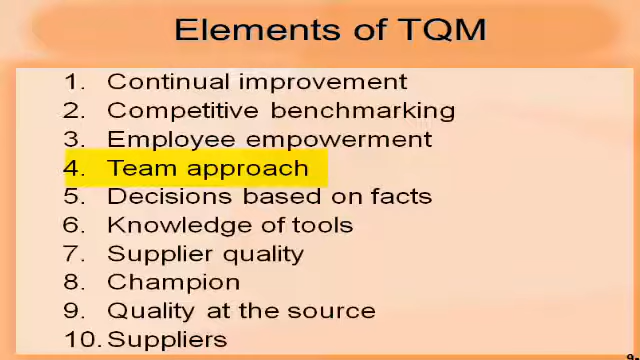 Elements of TQM
1. Continual improvement
2. Competitive benchmarking
3. Employee empowerment
4. Team approach
5. Decisions based on facts
6. Knowledge of tools
7. Supplier quality
8. Champion
9. Quality at the source
10. Suppliers